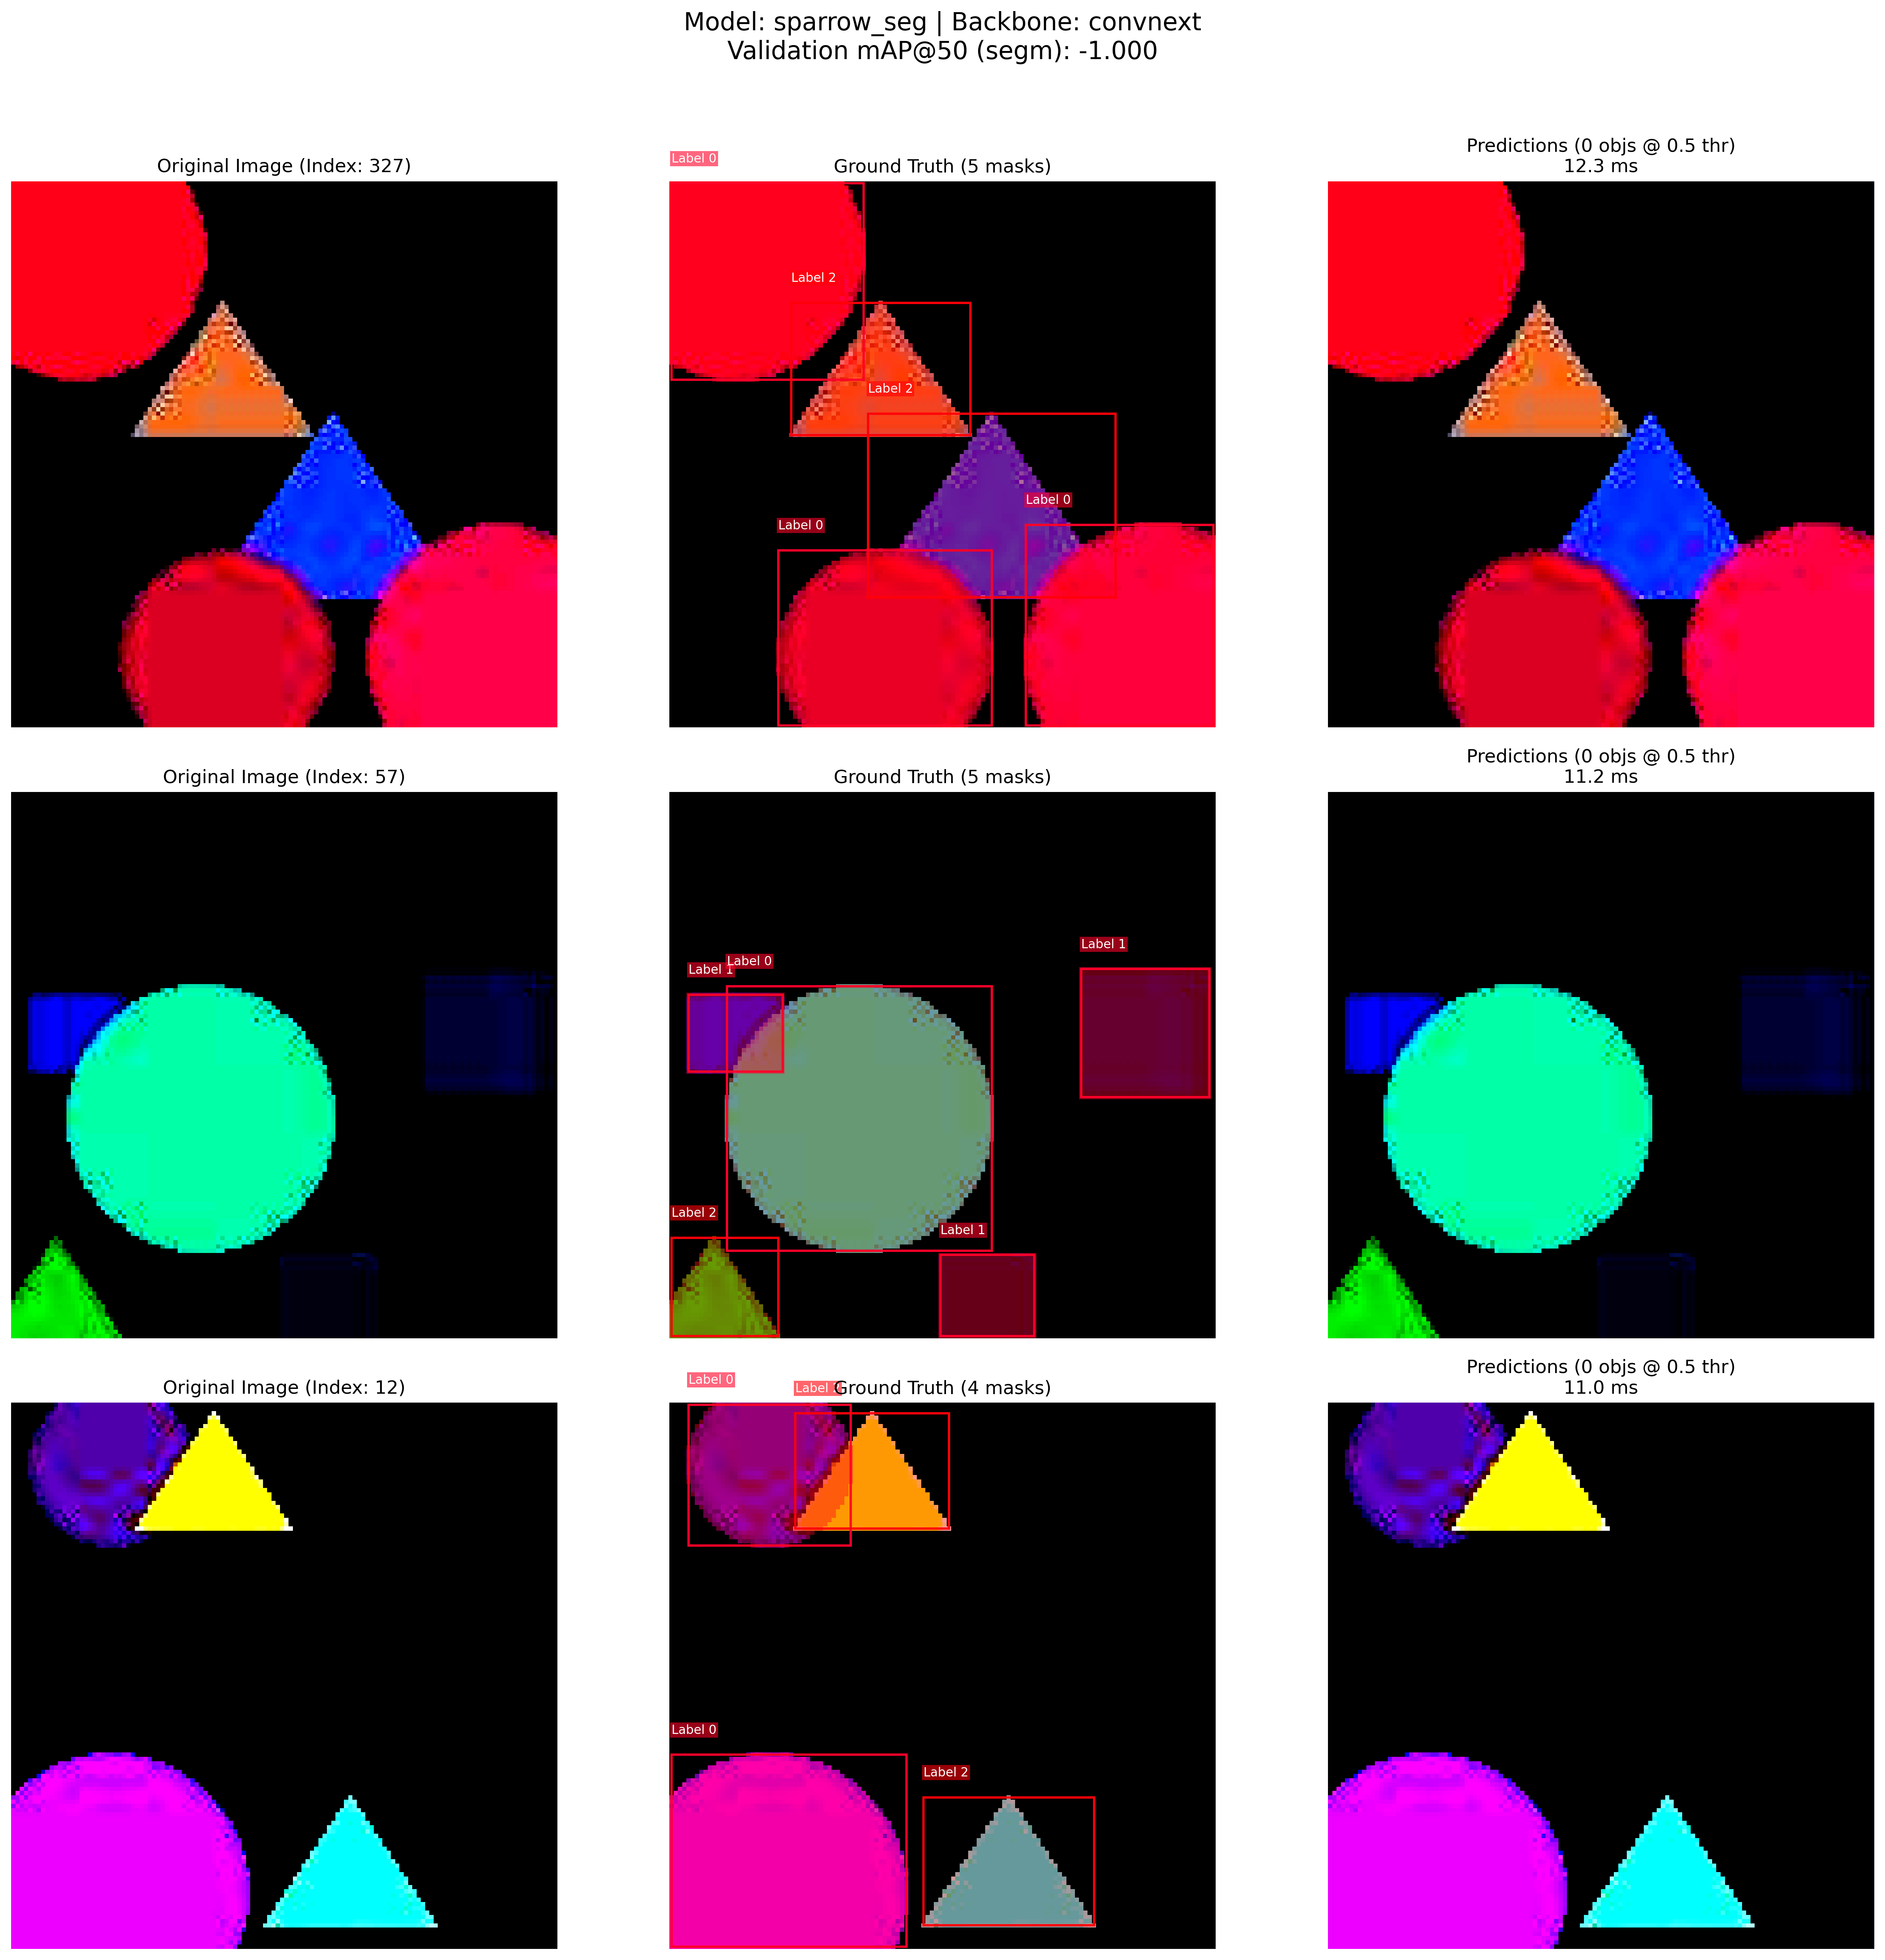 Model: sparrow_seg | Backbone: convnext
Validation mAP@50 (segm): -1.000
Original Image (Index: 327)
Label 0
Ground Truth (5 masks)
Predictions (0 objs @ 0.5 thr)
12.3 ms
Label 2
Label 2
Label 0
Label 0
Original Image (Index: 57)
Ground Truth (5 masks)
Predictions (0 objs @ 0.5 thr)
11.2 ms
Label 1
Label 0
Label 1
Label 2
Label 1
Original Image (Index: 12)
Label 0
Label
Ground Truth (4 masks)
Predictions (0 objs @ 0.5 thr)
11.0 ms
Label 0
Label 2